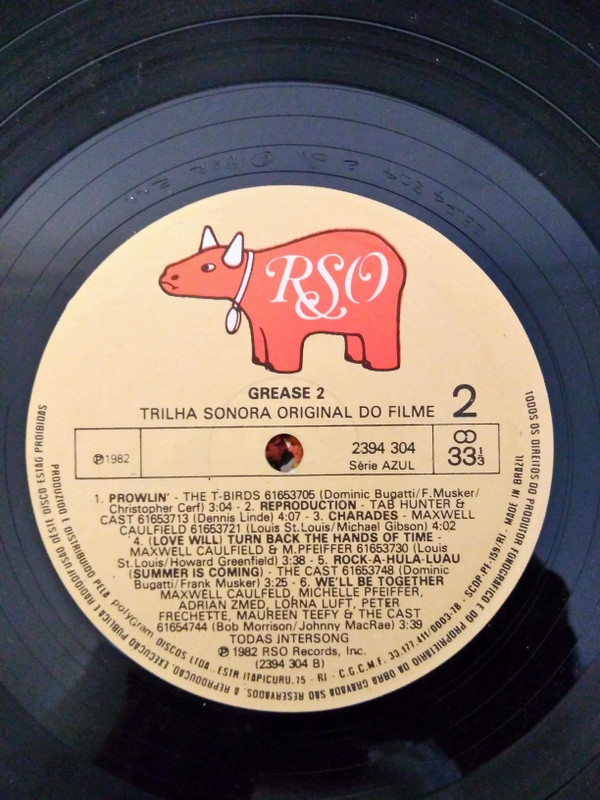 RSO
GREASE 2
TRILHA SONORA ORIGINAL DO FILME 2
℗1982
2394 304
Série AZUL
33⅓
1. PROWLIN' - THE T-BIRDS 61653705 (Dominic Bugatti/F.Musker/
Christopher Cerf) 3:04 - 2. REPRODUCTION - TAB HUNTER &
CAST 61653713 (Dennis Linde) 4:07 - 3. CHARADES - MAXWELL
CAULFIELD 61653721 (Louis St.Louis/Michael Gibson) 4:02
4. (LOVE WILL) TURN BACK THE HANDS OF TIME -
MAXWELL CAULFIELD & M.PFEIFFER 61653730 (Louis
St.Louis/Howard Greenfield) 3:38 - 5. ROCK-A-HULA-LUAU
(SUMMER IS COMING) - THE CAST 61653748 (Dominic
Bugatti/Frank Musker) 3:25 - 6. WE'LL BE TOGETHER
MAXWELL CAULFELD, MICHELLE PFEIFFER,
ADRIAN ZMED, LORNA LUFT, PETER
FRECHETTE, MAUREEN TEEFY & THE CAST
61654744 (Bob Morrison/Johnny MacRae) 3:39
TODAS INTERSONG
℗ 1982 RSO Records, Inc.
(2394 304 B)
TODOS OS DIREITOS DO PRODUTOR FONOGRÁFICO E DO PROPRIETÁRIO DA OBRA GRAVADA SÃO RESERVADOS. A REPRODUÇÃO, EXECUÇÃO PÚBLICA E RADIODIFUSÃO DESTE DISCO ESTÃO PROIBIDAS
PRODUZIDO E DISTRIBUIDO PELA PolyGram DISCOS LTDA.. ESTR ITAPICURU, 75 - RJ - C.G.C.M.F. 33.177.411/0003-78 - SCDP-PF-159/RJ. MADE IN BRAZIL